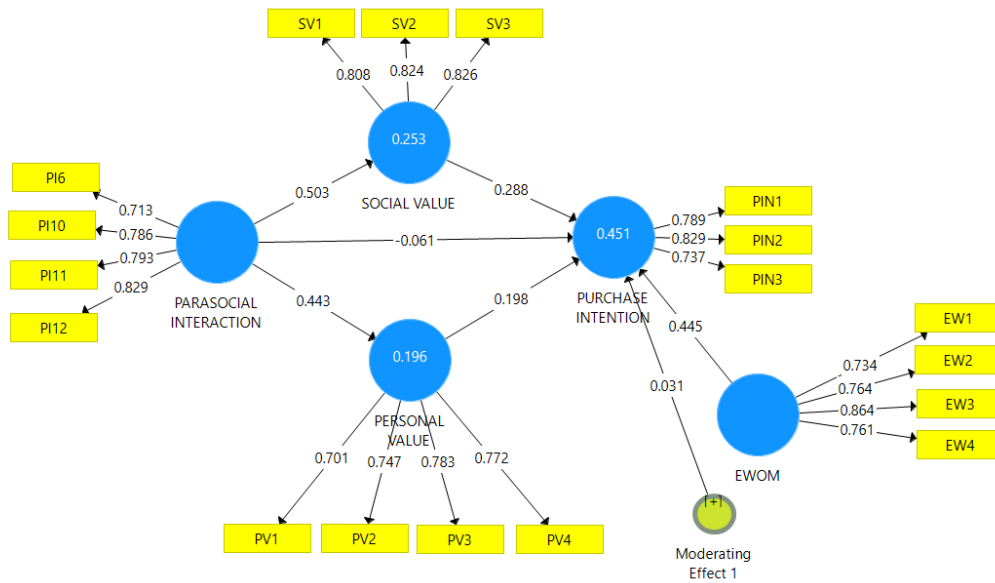 SV1 SV2 SV3
0.808 0.824 0.826
0.253
SOCIAL VALUE
PI6
PI10
PI11
PI12
0.713
0.786
0.793
0.829
PARASOCIAL
INTERACTION
0.503
0.288
-0.061
0.443
0.198
0.451
PURCHASE
INTENTION
0.789
0.829
0.737
PIN1
PIN2
PIN3
0.196
PERSONAL
VALUE
0.701 0.747 0.783 0.772
PV1 PV2 PV3 PV4
0.445
0.031
EWOM
0.734
0.764
0.864
0.761
EW1
EW2
EW3
EW4
[+]
Moderating
Effect 1